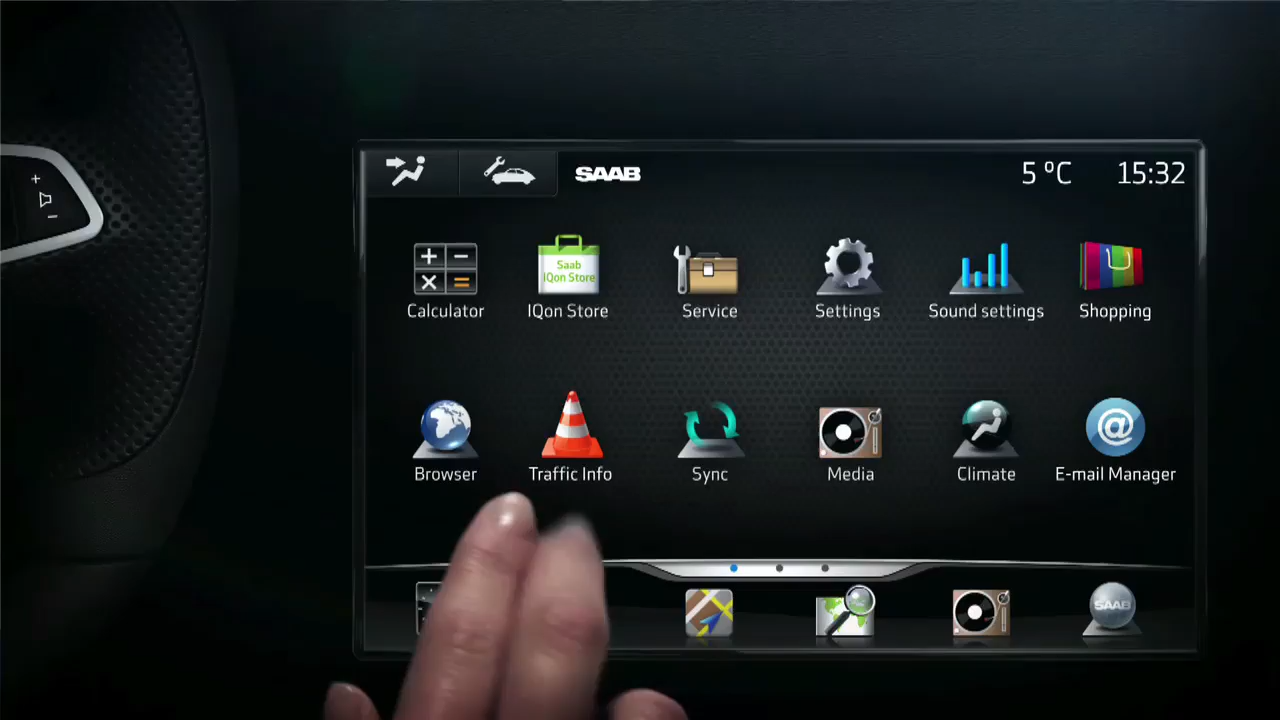 SAAB
5 ºC 15:32
Saab
IQon Store
Calculator IQon Store Service Settings Sound settings Shopping
Browser Traffic Info Sync Media Climate E-mail Manager
SAAB